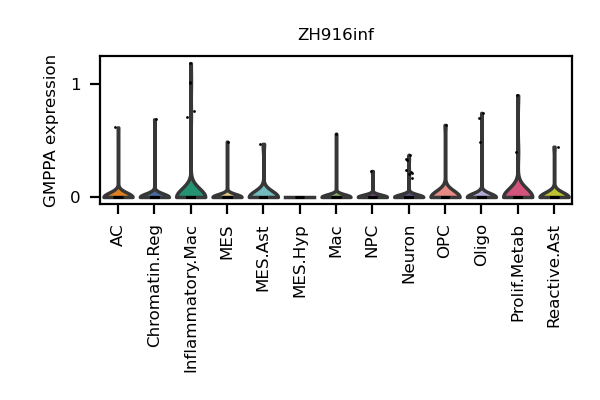 ZH916inf
GMPPA expression
1
0
AC
Chromatin.Reg
Inflammatory.Mac
MES
MES.Ast
MES.Hyp
Mac
NPC
Neuron
OPC
Oligo
Prolif.Metab
Reactive.Ast